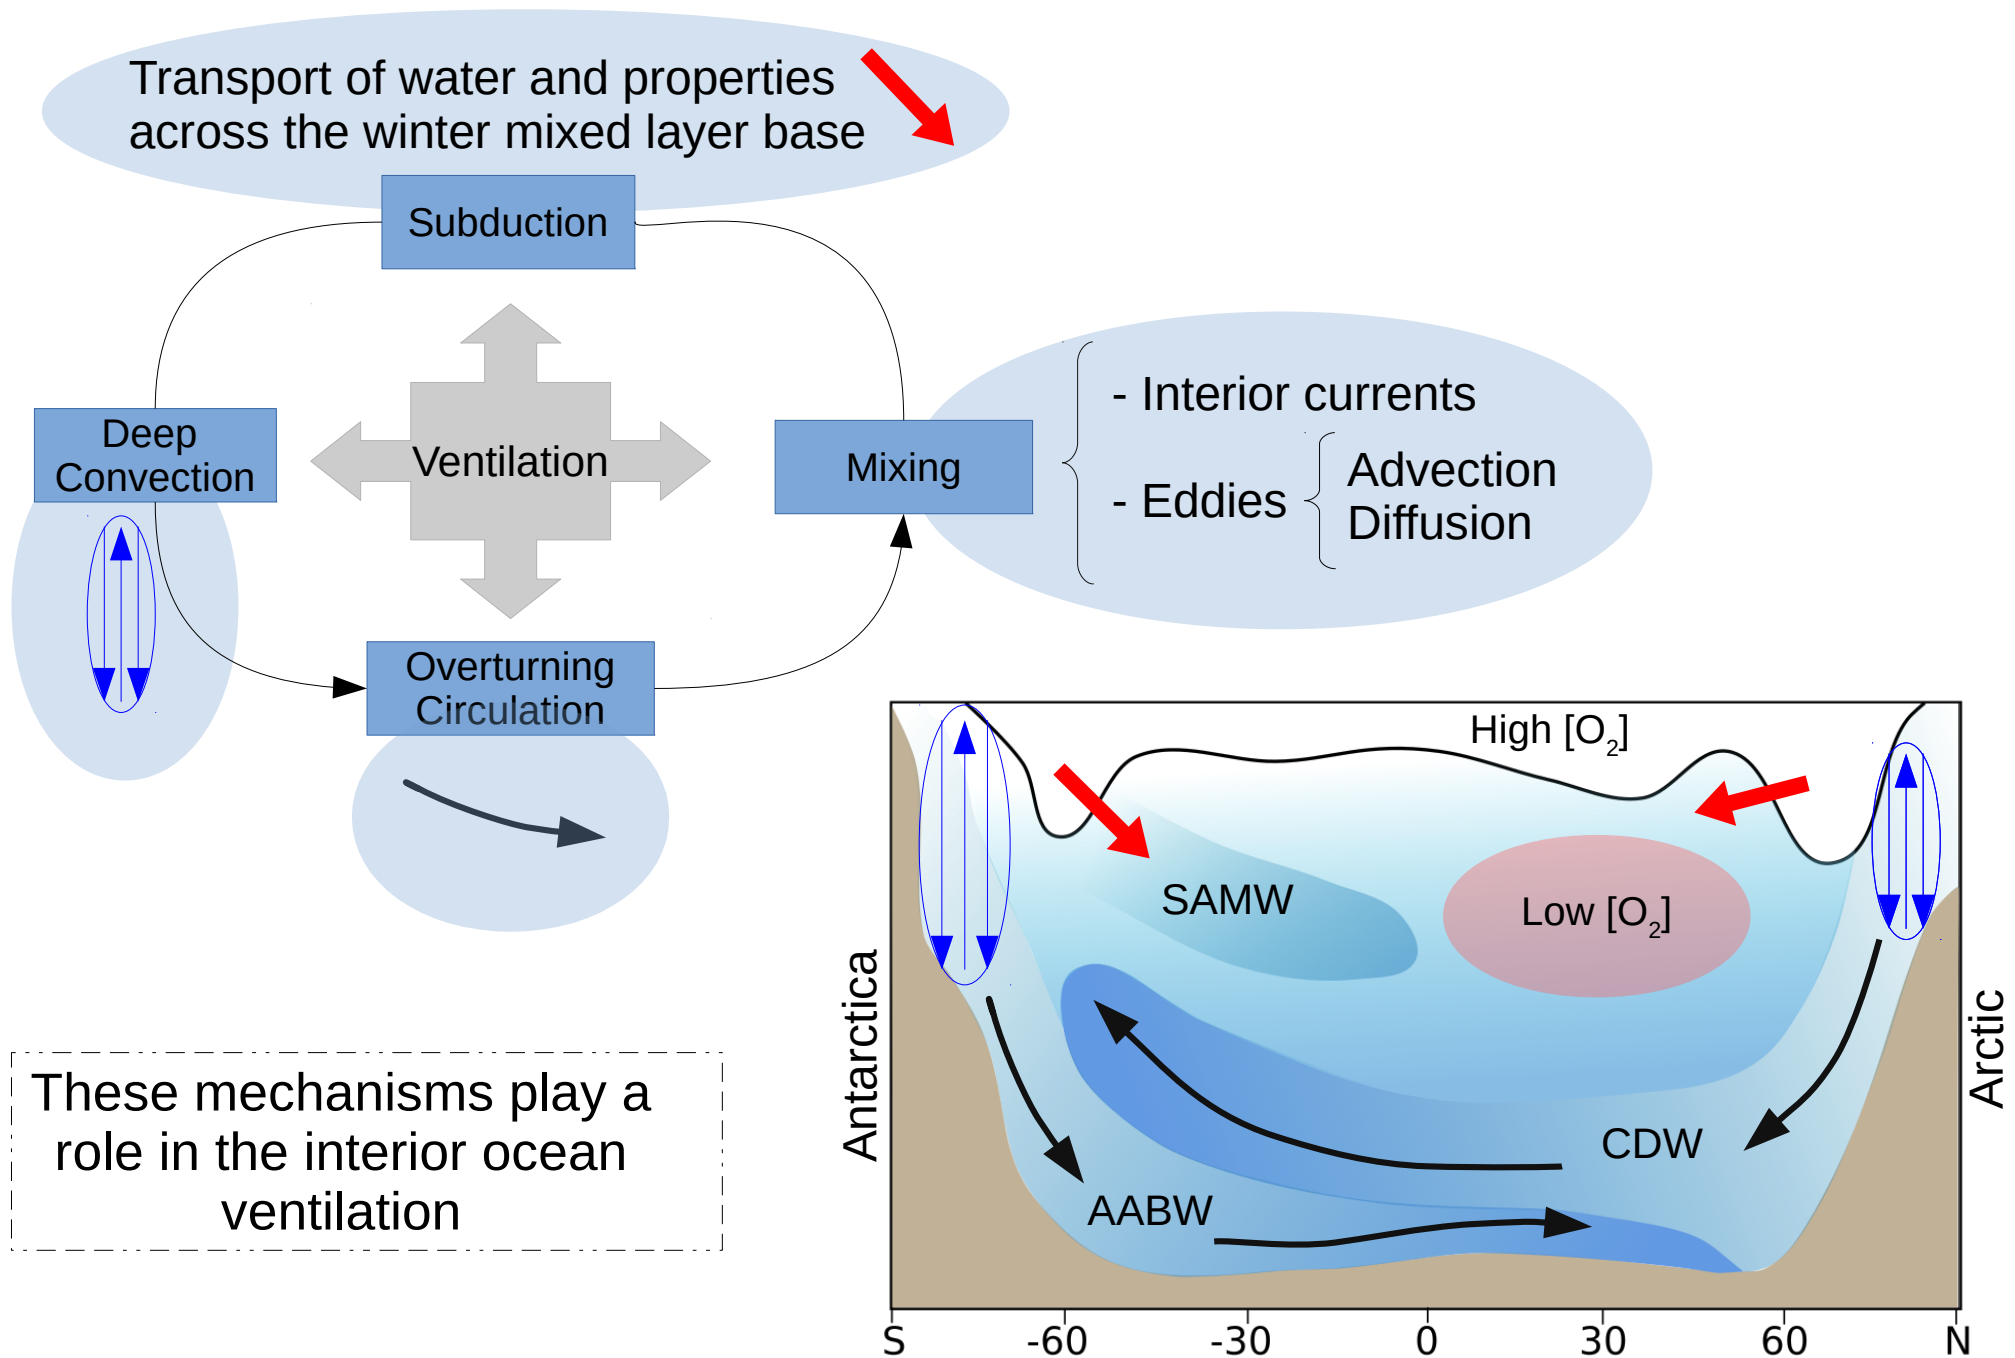 Transport of water and properties
across the winter mixed layer base
Subduction
Deep
Convection
Ventilation
Mixing
- Interior currents
- Eddies
Advection
Diffusion
Overturning
Circulation
These mechanisms play a
role in the interior ocean
ventilation
High [O₂]
SAMW
Low [O₂]
CDW
AABW
Antarctica
Arctic
S -60 -30 0 30 60 N